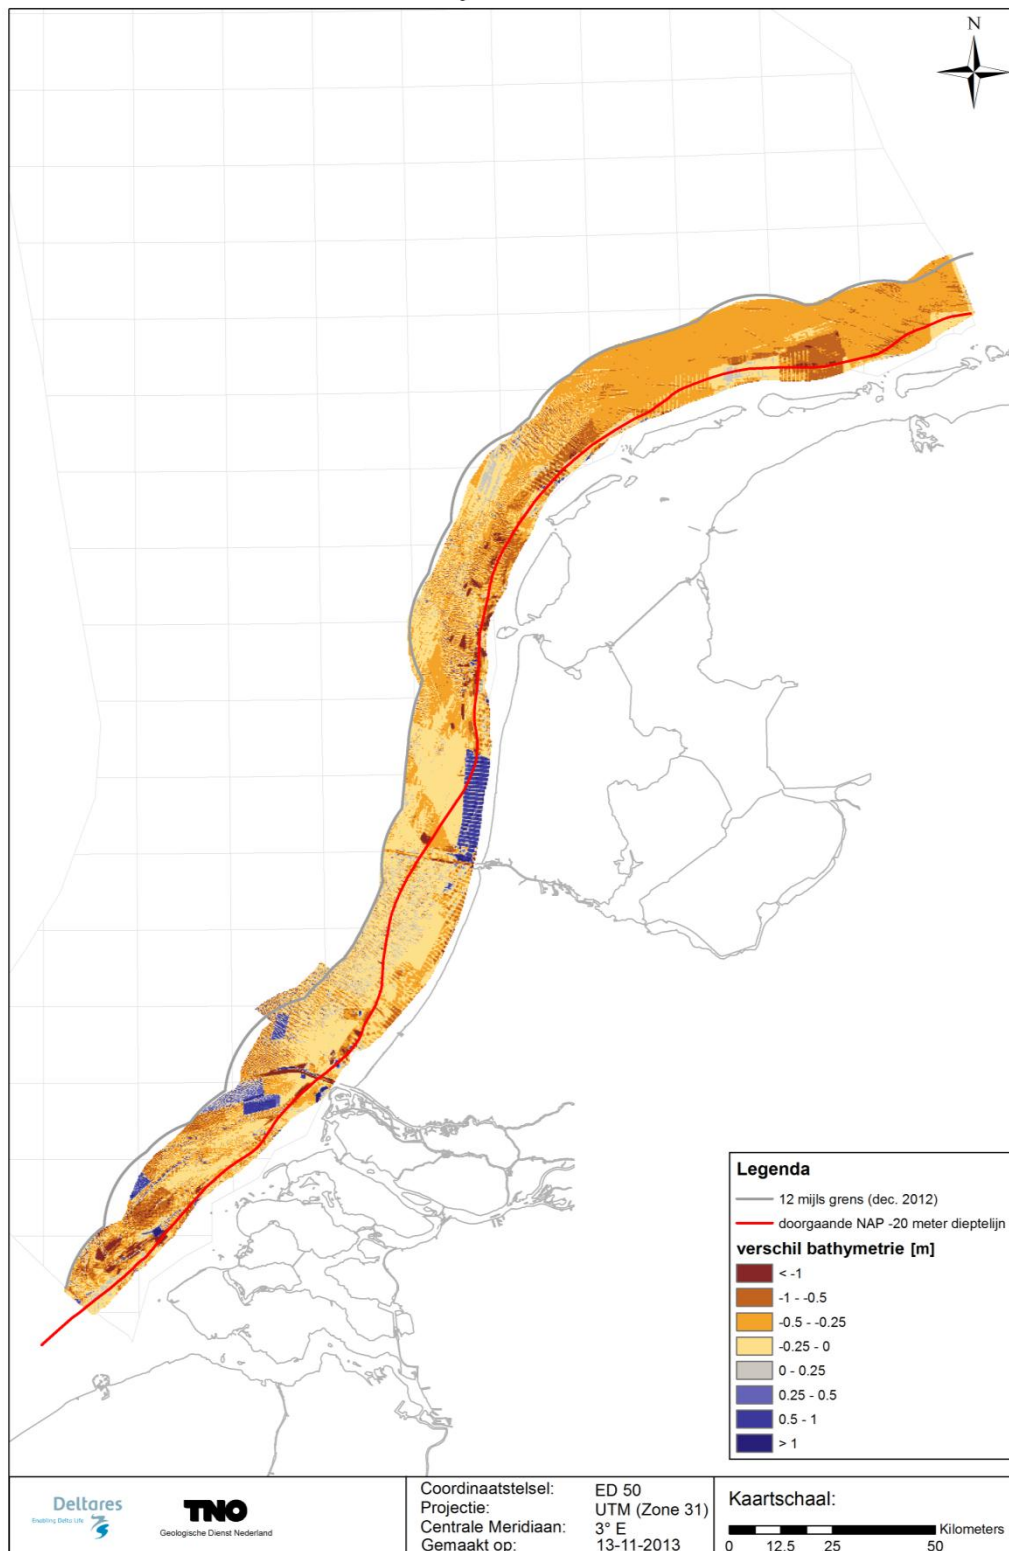 N
Legenda
12 mijls grens (dec. 2012)
doorgaande NAP -20 meter dieptelijn
verschil bathymetrie [m]
< -1
-1 - -0.5
-0.5 - -0.25
-0.25 - 0
0 - 0.25
0.25 - 0.5
0.5 - 1
> 1
Deltares
Enabling Delta Life
TNO
Geologische Dienst Nederland
Coordinaatstelsel: ED 50
Projectie: UTM (Zone 31)
Centrale Meridiaan: 3° E
Gemaakt op: 13-11-2013
Kaartschaal:
Kilometers
0 12.5 25 50